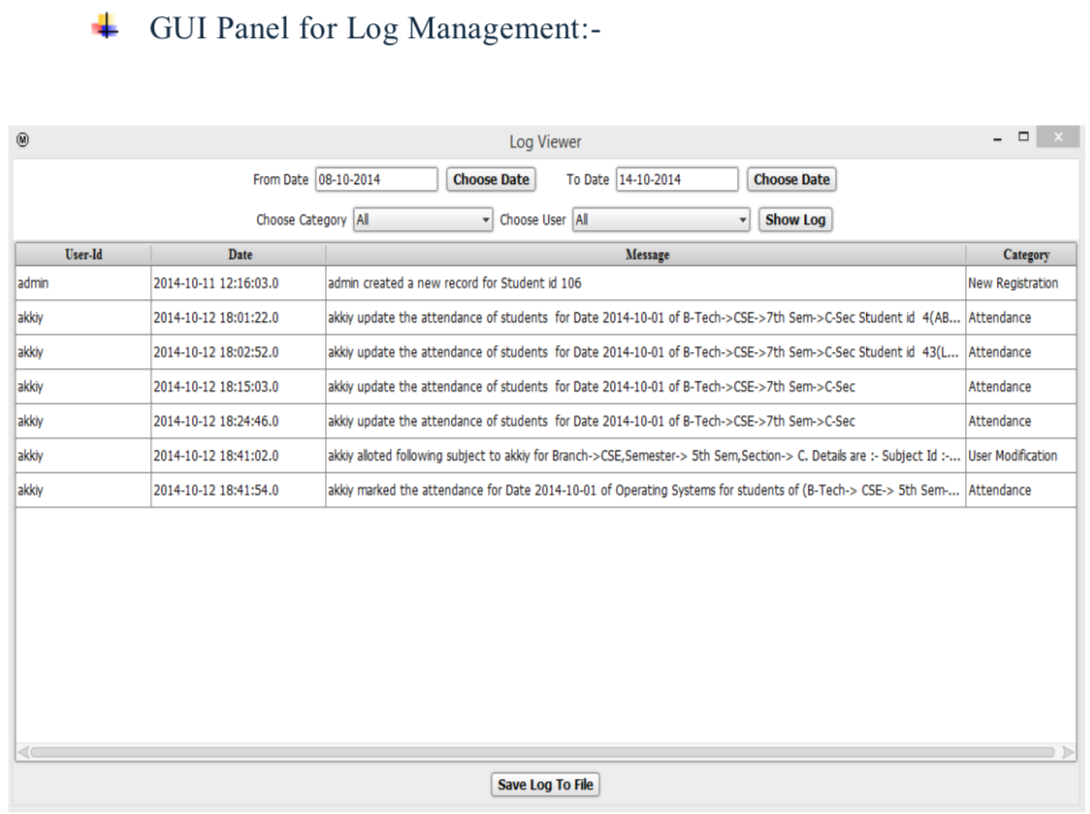 GUI Panel for Log Management:-
Log Viewer
From Date 08-10-2014 Choose Date To Date 14-10-2014 Choose Date
Choose Category All Choose User All Show Log
User-Id Date Message Category
admin 2014-10-11 12:16:03.0 admin created a new record for Student id 106 New Registration
akkiy 2014-10-12 18:01:22.0 akkiy update the attendance of students for Date 2014-10-01 of B-Tech->CSE->7th Sem->C-Sec Student id 4(AB... Attendance
akkiy 2014-10-12 18:02:52.0 akkiy update the attendance of students for Date 2014-10-01 of B-Tech->CSE->7th Sem->C-Sec Student id 43(L... Attendance
akkiy 2014-10-12 18:15:03.0 akkiy update the attendance of students for Date 2014-10-01 of B-Tech->CSE->7th Sem->C-Sec Attendance
akkiy 2014-10-12 18:24:46.0 akkiy update the attendance of students for Date 2014-10-01 of B-Tech->CSE->7th Sem->C-Sec Attendance
akkiy 2014-10-12 18:41:02.0 akkiy alloted following subject to akkiy for Branch->CSE,Semester-> 5th Sem,Section-> C. Details are :- Subject Id :-... User Modification
akkiy 2014-10-12 18:41:54.0 akkiy marked the attendance for Date 2014-10-01 of Operating Systems for students of (B-Tech-> CSE-> 5th Sem-... Attendance
Save Log To File